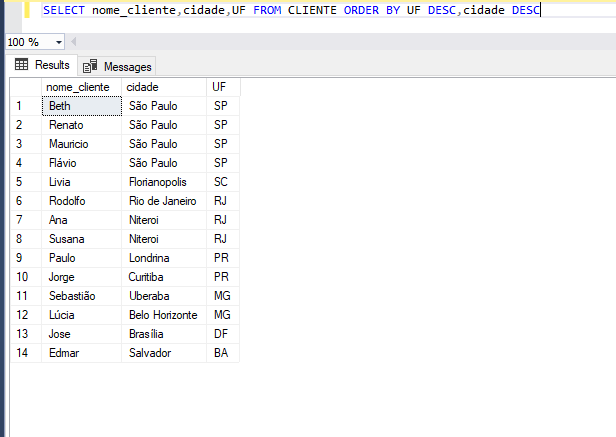 SELECT nome_cliente,cidade,UF FROM CLIENTE ORDER BY UF DESC,cidade DESC
100 %
Results Messages
nome_cliente cidade UF
1 Beth São Paulo SP
2 Renato São Paulo SP
3 Mauricio São Paulo SP
4 Flávio São Paulo SP
5 Livia Florianopolis SC
6 Rodolfo Rio de Janeiro RJ
7 Ana Niteroi RJ
8 Susana Niteroi RJ
9 Paulo Londrina PR
10 Jorge Curitiba PR
11 Sebastião Uberaba MG
12 Lúcia Belo Horizonte MG
13 Jose Brasília DF
14 Edmar Salvador BA